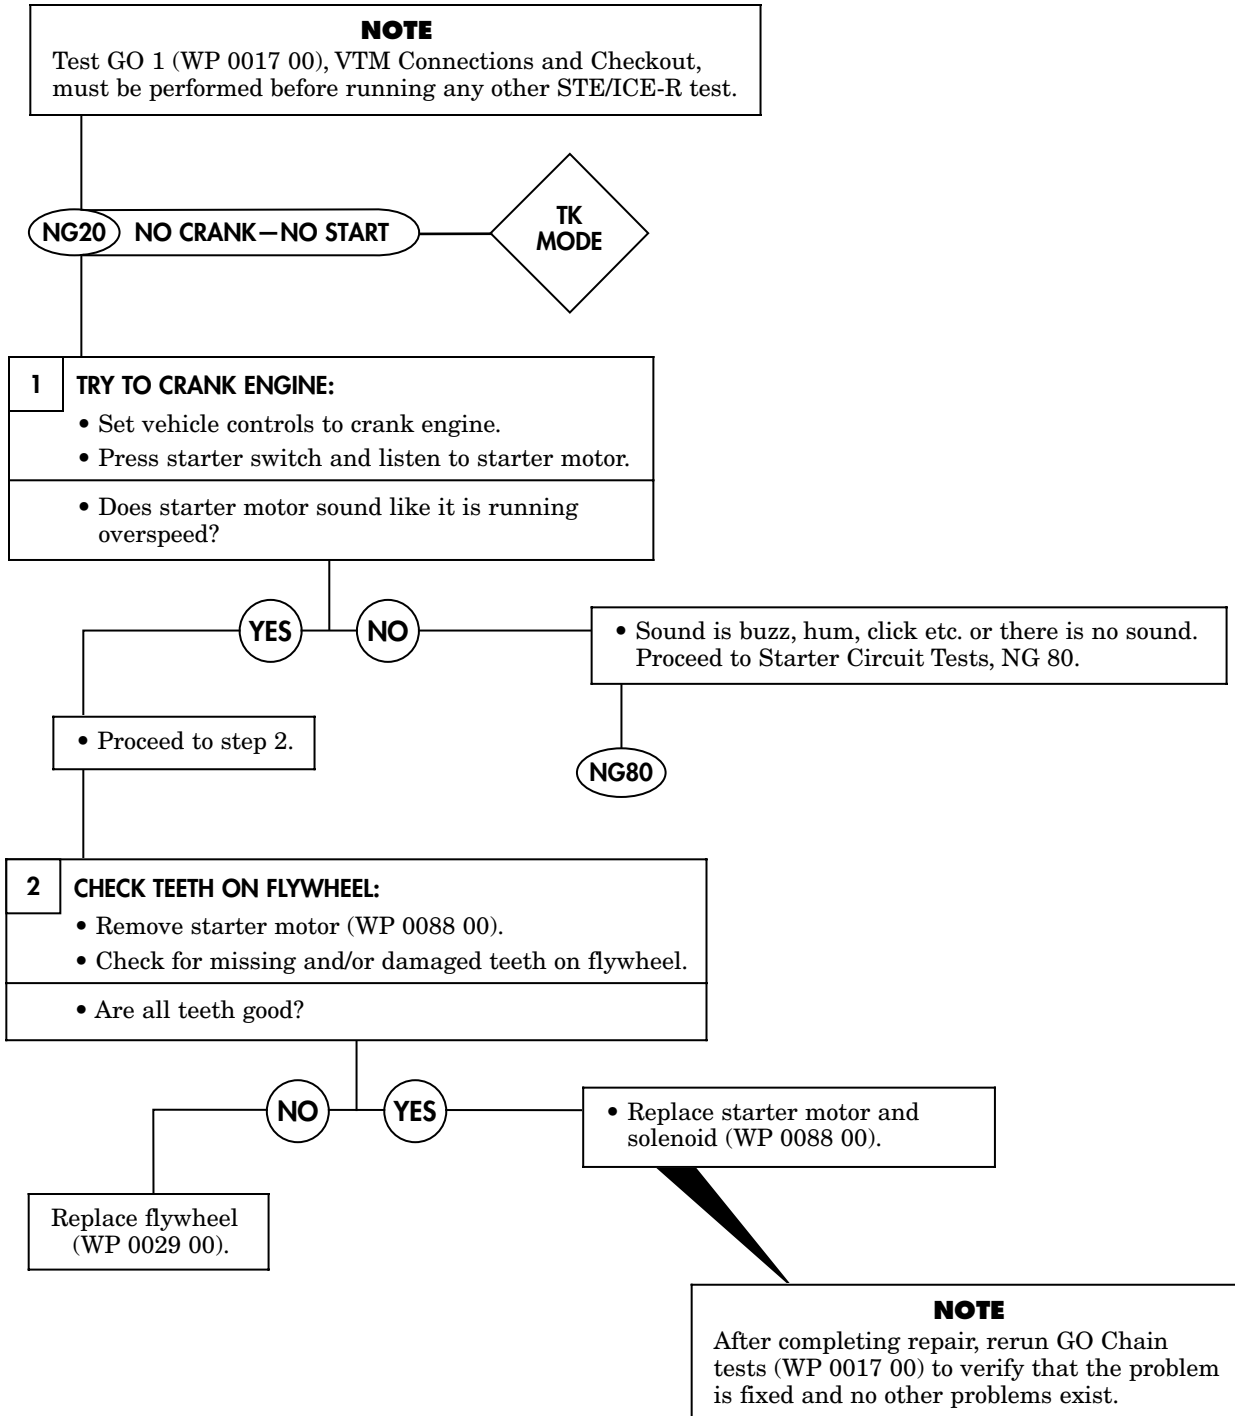 NOTE
Test GO 1 (WP 0017 00), VTM Connections and Checkout,
must be performed before running any other STE/ICE-R test.
NG20 NO CRANK—NO START
TK
MODE
1 TRY TO CRANK ENGINE:
• Set vehicle controls to crank engine.
• Press starter switch and listen to starter motor.
• Does starter motor sound like it is running
overspeed?
YES NO
• Sound is buzz, hum, click etc. or there is no sound.
Proceed to Starter Circuit Tests, NG 80.
• Proceed to step 2.
NG80
2 CHECK TEETH ON FLYWHEEL:
• Remove starter motor (WP 0088 00).
• Check for missing and/or damaged teeth on flywheel.
• Are all teeth good?
NO YES
• Replace starter motor and
solenoid (WP 0088 00).
Replace flywheel
(WP 0029 00).
NOTE
After completing repair, rerun GO Chain
tests (WP 0017 00) to verify that the problem
is fixed and no other problems exist.